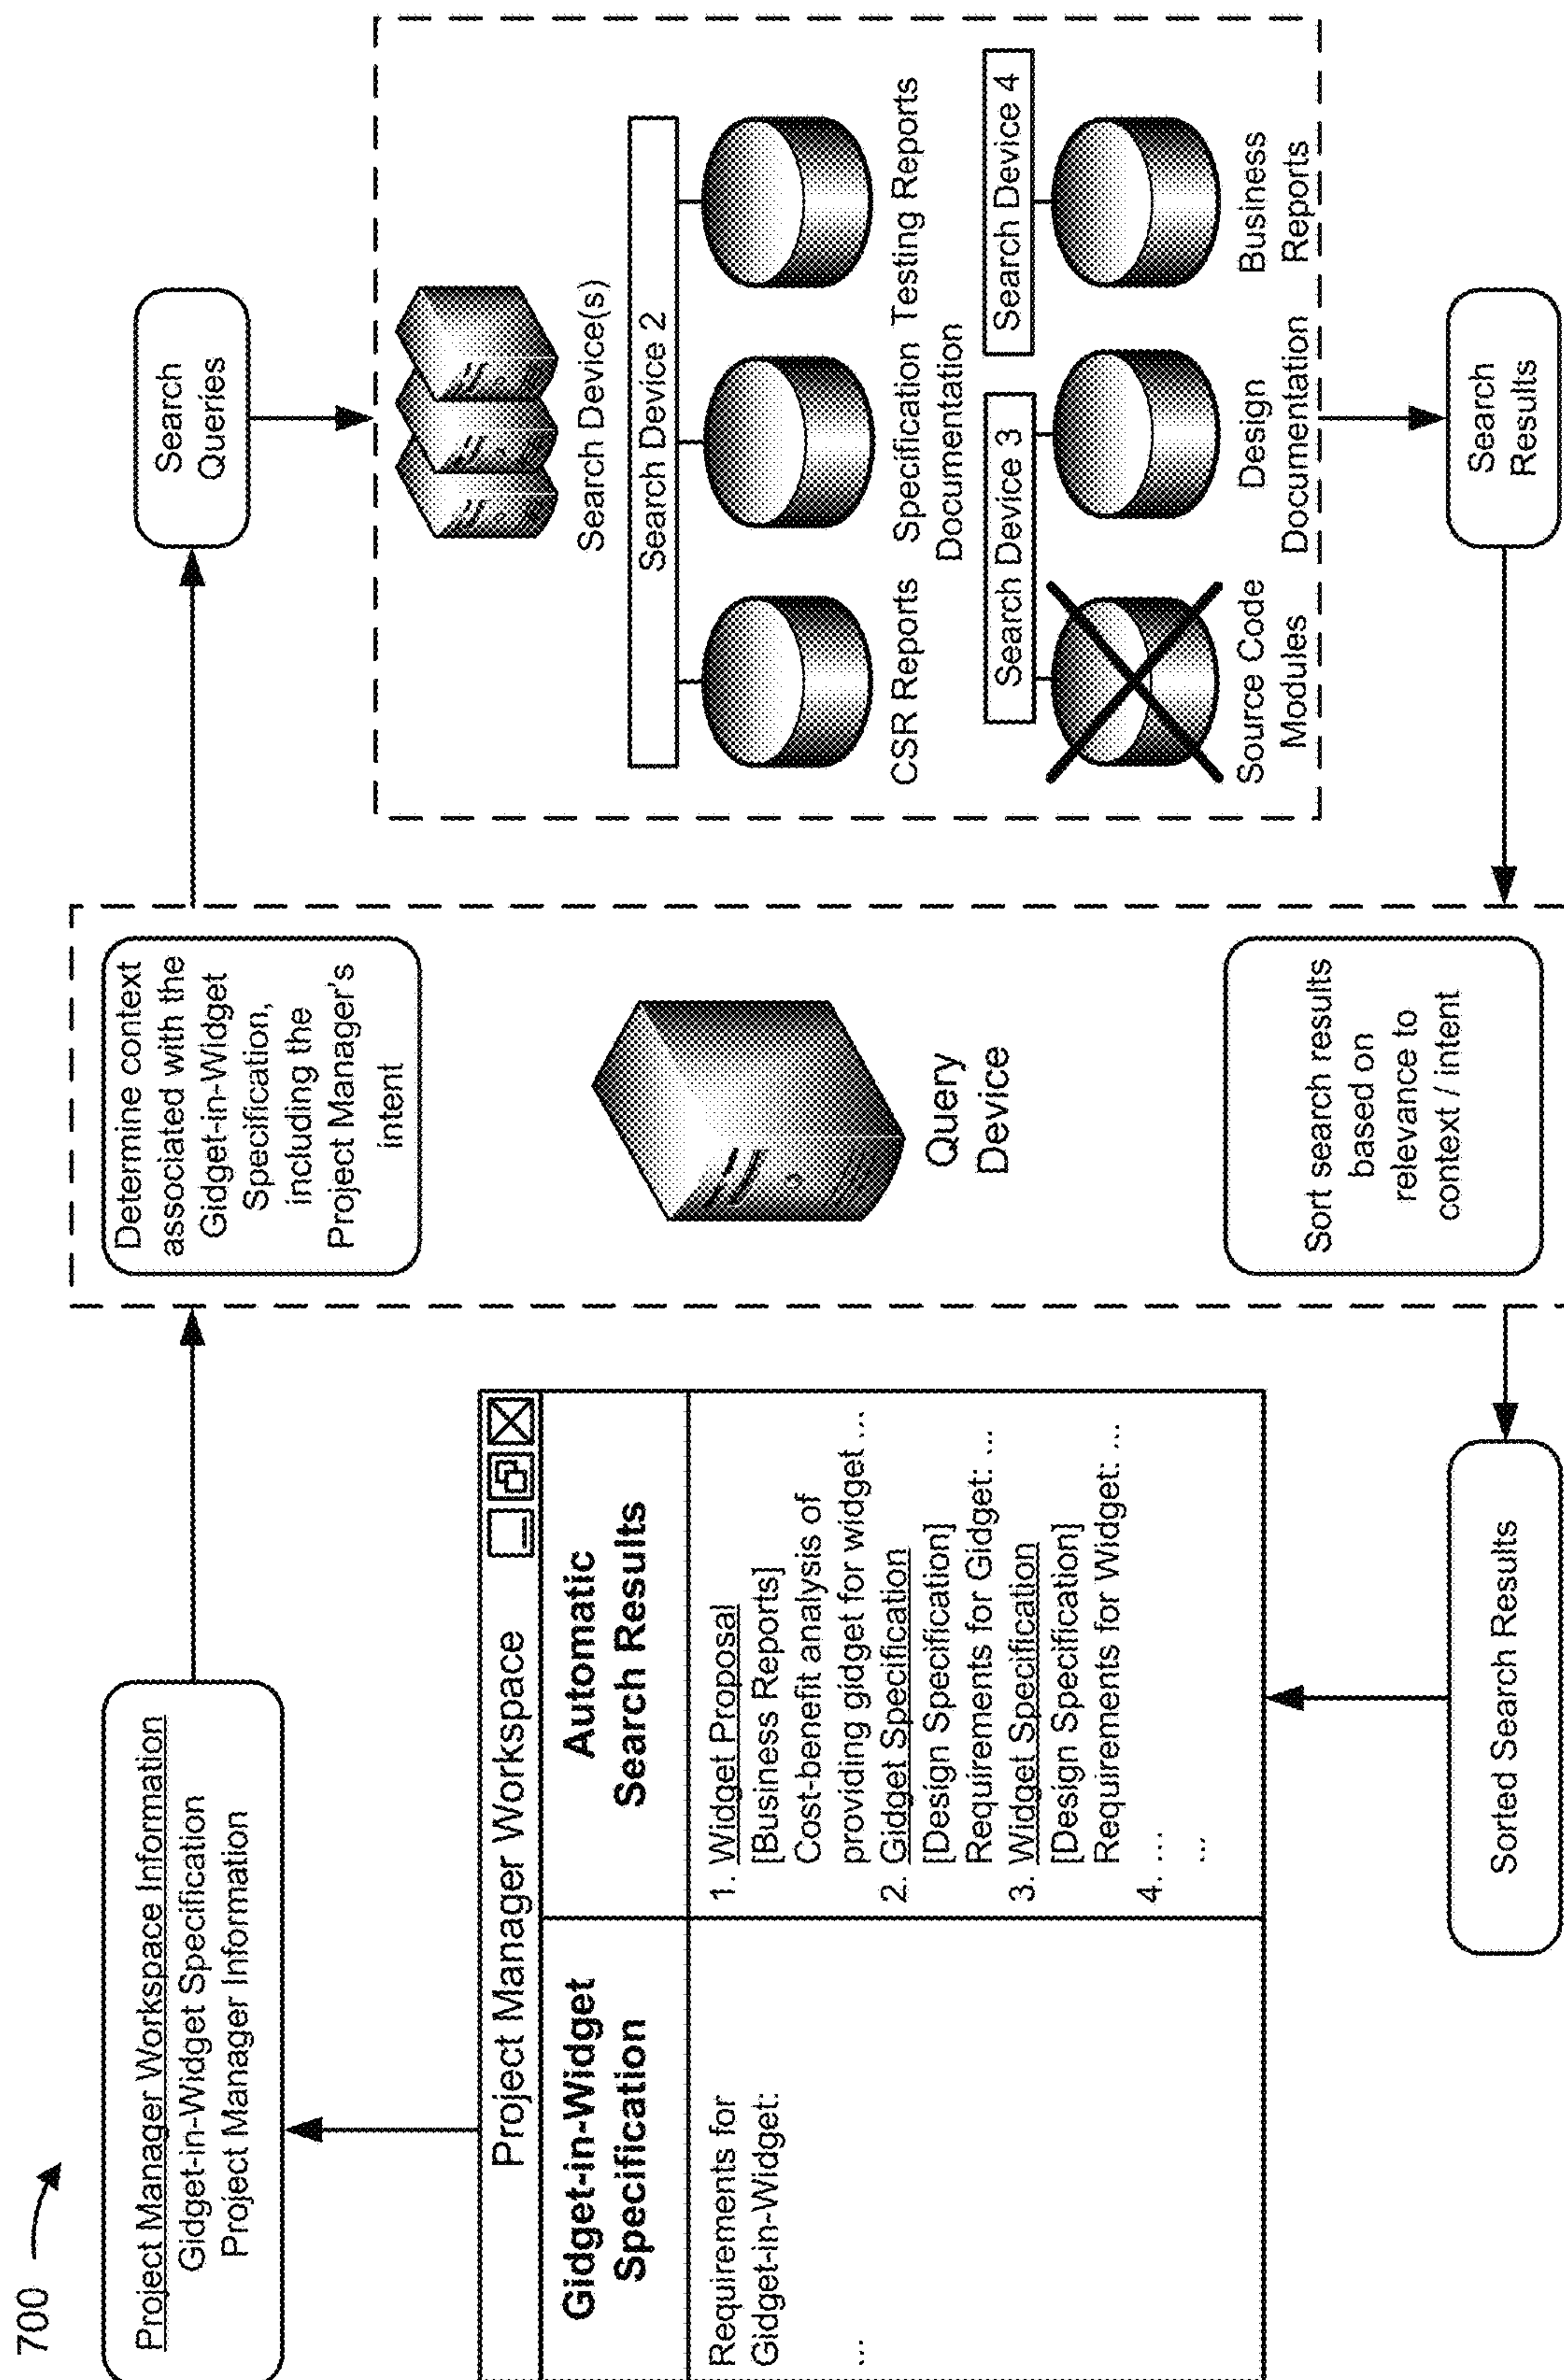 700
Project Manager Workspace Information
Gidget-in-Widget Specification
Project Manager Information
Determine context
associated with the
Gidget-in-Widget
Specification,
including the
Project Manager's
intent
Search
Queries
Project Manager Workspace
Gidget-in-Widget
Specification
Requirements for
Gidget-in-Widget:
...
Automatic
Search Results
1. Widget Proposal
[Business Reports]
Cost-benefit analysis of
providing gidget for widget ...
2. Gidget Specification
[Design Specification]
Requirements for Gidget: ...
3. Widget Specification
[Design Specification]
Requirements for Widget: ...
4. ...
...
Query
Device
Search Device(s)
Search Device 2
CSR Reports
Specification
Documentation
Testing Reports
Search Device 3
Search Device 4
Source Code
Modules
Design
Documentation
Business
Reports
Sorted Search Results
Sort search results
based on
relevance to
context / intent
Search
Results